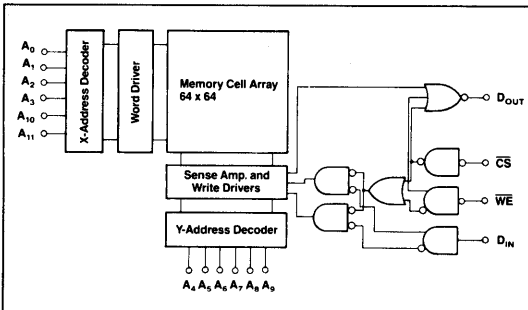 A0
A1
A2
A3
A10
A11
X-Address Decoder
Word Driver
Memory Cell Array
64 x 64
Sense Amp. and
Write Drivers
Y-Address Decoder
A4 A5 A6 A7 A8 A9
DOUT
CS
WE
DIN